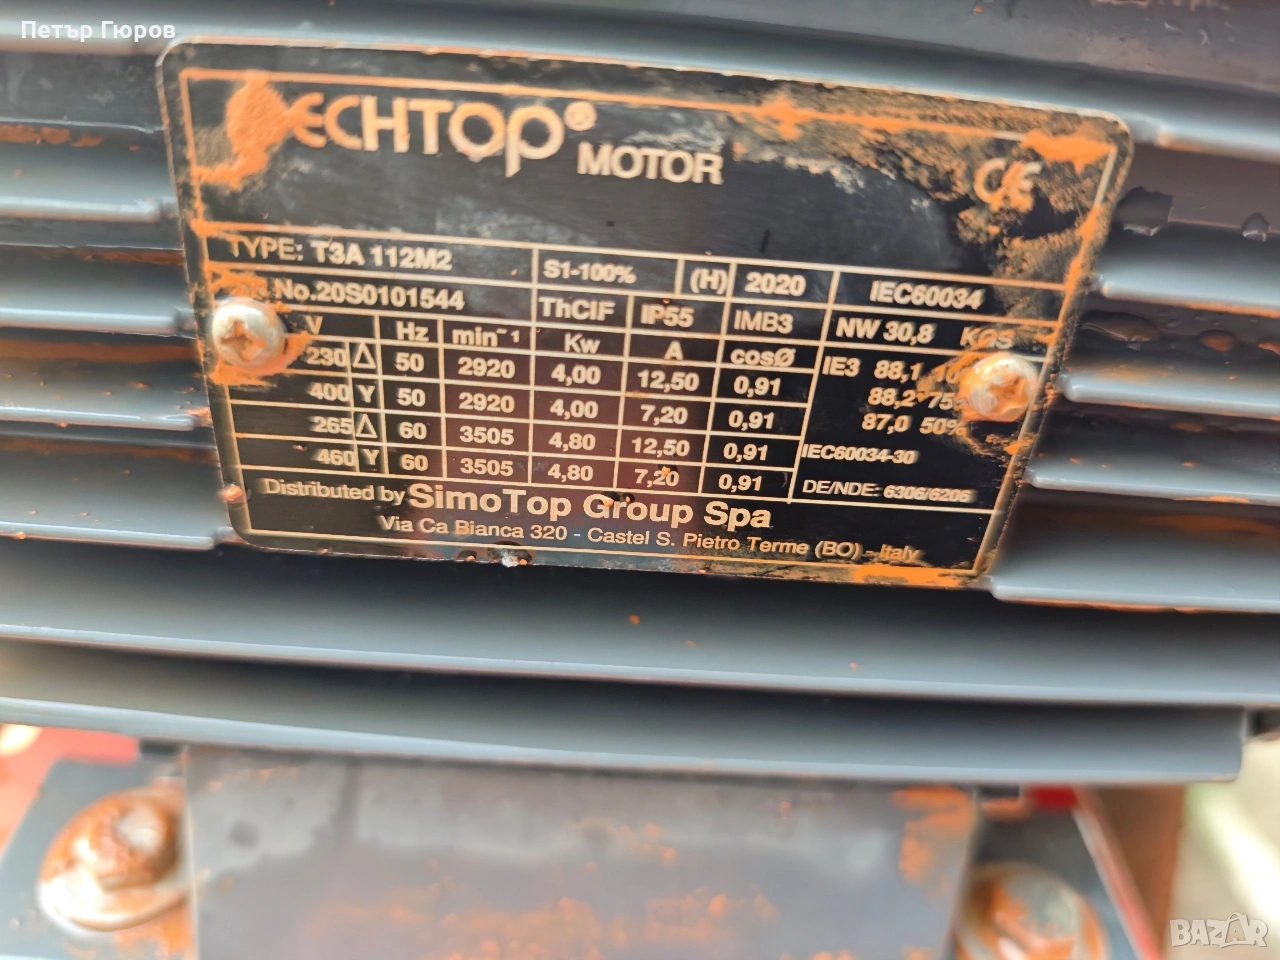 Петър Гюров
TECHTOP® MOTOR
CE
TYPE: T3A 112M2 S1-100% (H) 2020 IEC60034
No.20S0101544 ThClF IP55 IMB3 NW 30,8 KGS
V Hz min⁻¹ Kw A cosØ
230 Δ 50 2920 4,00 12,50 0,91 IE3 88,1
400 Y 50 2920 4,00 7,20 0,91 88,2
265 Δ 60 3505 4,80 12,50 0,91 87,0 50%
460 Y 60 3505 4,80 7,20 0,91 IEC60034-30
DE/NDE: 6306/6206
Distributed by SimoTop Group Spa
Via Ca Bianca 320 - Castel S. Pietro Terme (BO) - Italy
BAZAR